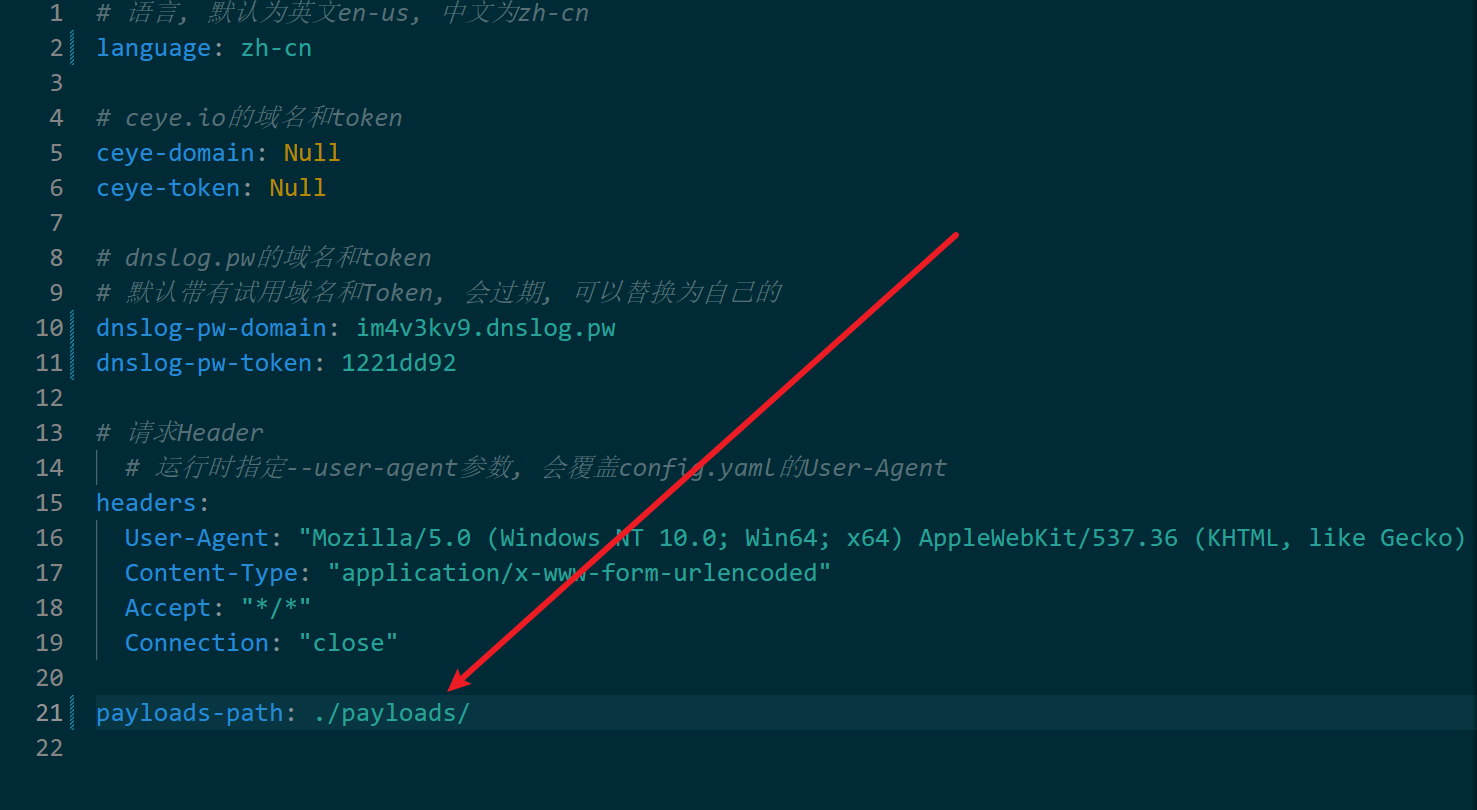 1 # 语言, 默认为英文en-us, 中文为zh-cn
2 language: zh-cn
3
4 # ceye.io的域名和token
5 ceye-domain: Null
6 ceye-token: Null
7
8 # dnslog.pw的域名和token
9 # 默认带有试用域名和Token, 会过期, 可以替换为自己的
10 dnslog-pw-domain: im4v3kv9.dnslog.pw
11 dnslog-pw-token: 1221dd92
12
13 # 请求Header
14 # 运行时指定--user-agent参数, 会覆盖config.yaml的User-Agent
15 headers:
16 User-Agent: "Mozilla/5.0 (Windows NT 10.0; Win64; x64) AppleWebKit/537.36 (KHTML, like Gecko)
17 Content-Type: "application/x-www-form-urlencoded"
18 Accept: "*/*"
19 Connection: "close"
20
21 payloads-path: ./payloads/
22